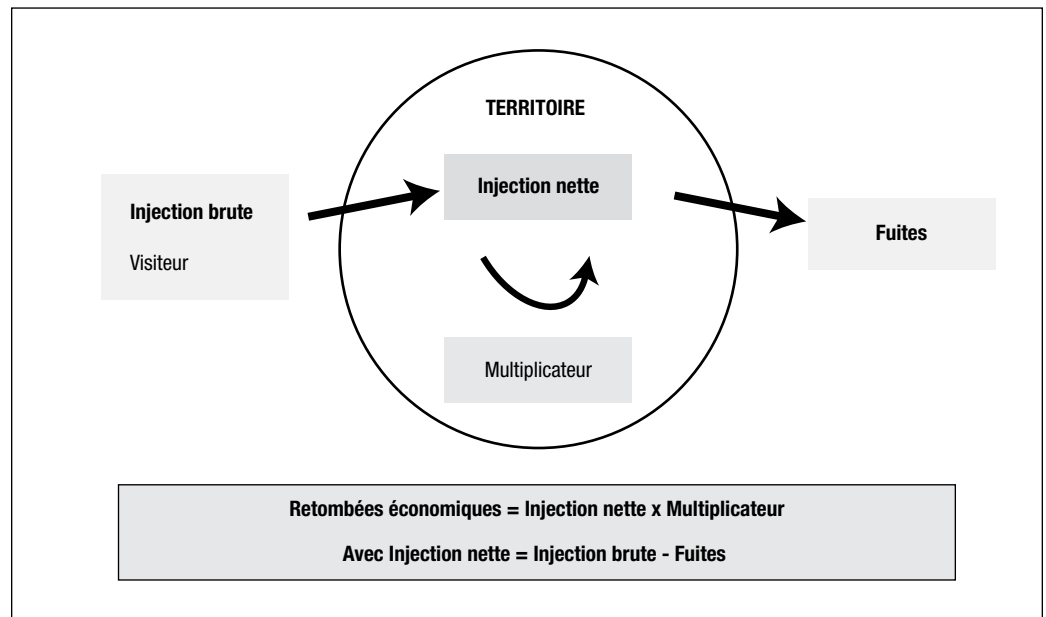 TERRITOIRE
Injection brute
Visiteur
Injection nette
Fuites
Multiplicateur
Retombées économiques = Injection nette x Multiplicateur
Avec Injection nette = Injection brute - Fuites